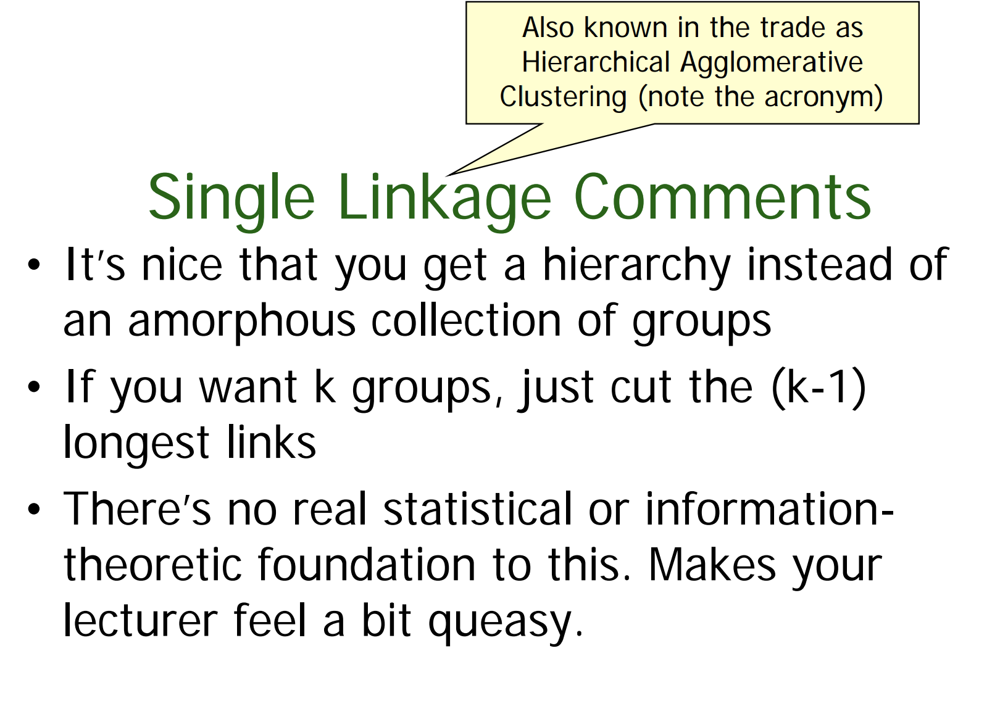 Also known in the trade as
Hierarchical Agglomerative
Clustering (note the acronym)
Single Linkage Comments
• It’s nice that you get a hierarchy instead of
an amorphous collection of groups
• If you want k groups, just cut the (k-1)
longest links
• There’s no real statistical or information-
theoretic foundation to this. Makes your
lecturer feel a bit queasy.